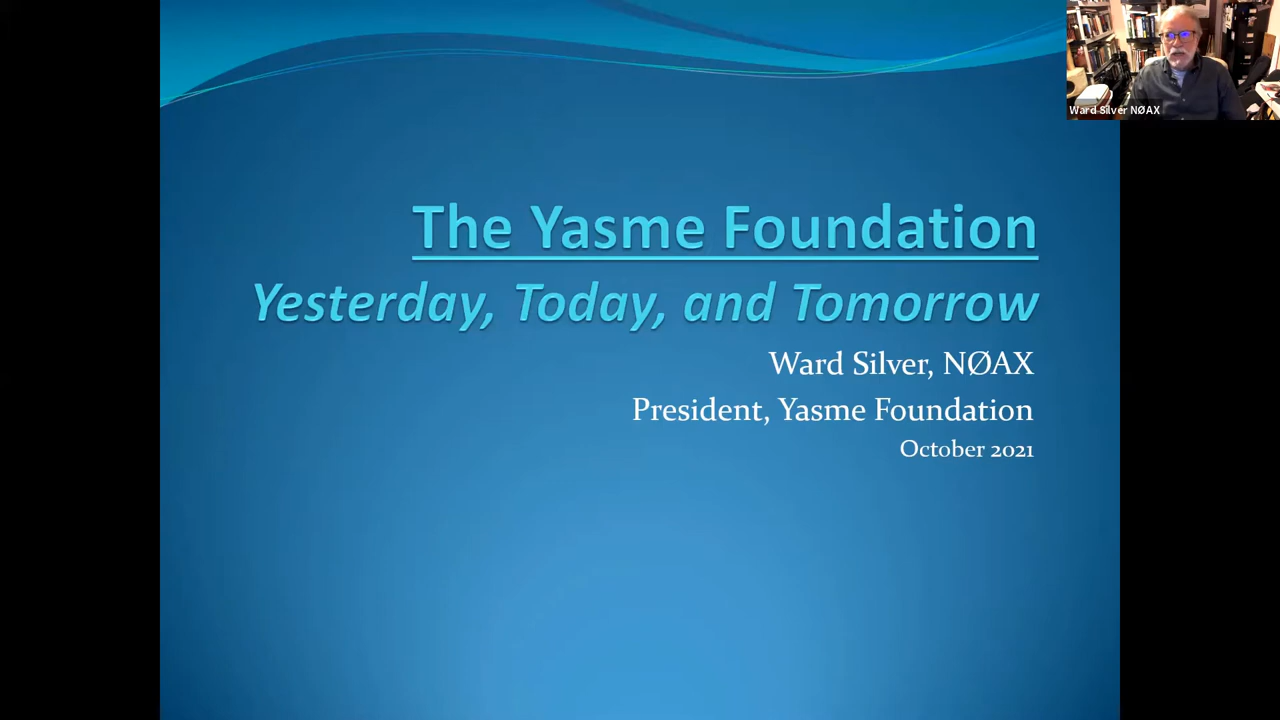 Ward Silver NØAX
The Yasme Foundation
Yesterday, Today, and Tomorrow
Ward Silver, NØAX
President, Yasme Foundation
October 2021